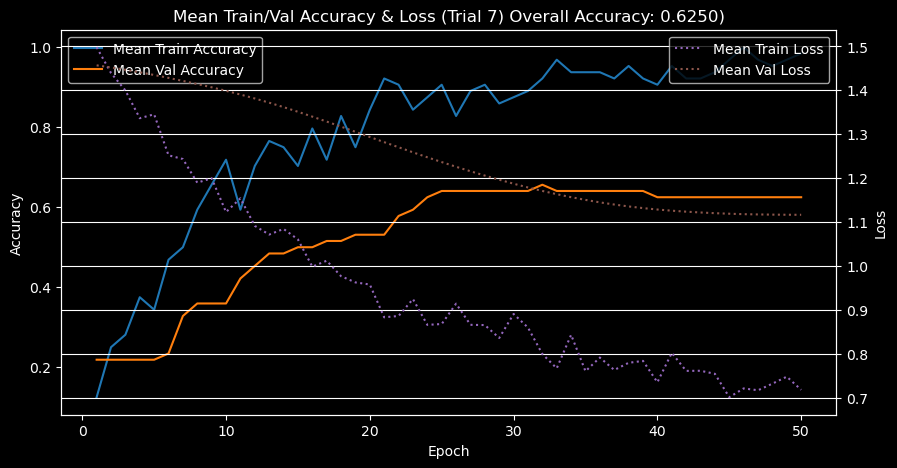 Mean Train/Val Accuracy & Loss (Trial 7) Overall Accuracy: 0.6250)
Mean Train Accuracy
Mean Val Accuracy
Mean Train Loss
Mean Val Loss
1.0
0.8
0.6
0.4
0.2
Accuracy
1.5
1.4
1.3
1.2
1.1
1.0
0.9
0.8
0.7
Loss
0
10
20
30
40
50
Epoch